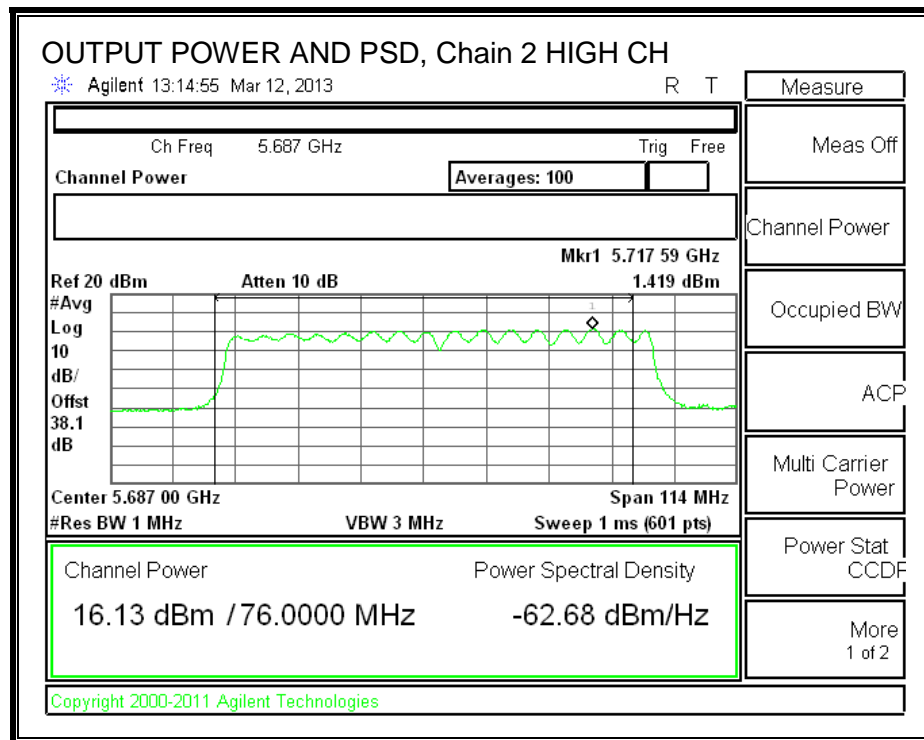 OUTPUT POWER AND PSD, Chain 2 HIGH CH
Agilent 13:14:55 Mar 12, 2013 R T
Measure
Ch Freq 5.687 GHz Trig Free
Channel Power Averages: 100
Mkr1 5.717 59 GHz
Ref 20 dBm Atten 10 dB 1.419 dBm
#Avg
Log
10
dB/
Offst
38.1
dB
1
Center 5.687 00 GHz Span 114 MHz
#Res BW 1 MHz VBW 3 MHz Sweep 1 ms (601 pts)
Channel Power Power Spectral Density
16.13 dBm / 76.0000 MHz -62.68 dBm/Hz
Meas Off
Channel Power
Occupied BW
ACP
Multi Carrier
Power
Power Stat
CCDF
More
1 of 2
Copyright 2000-2011 Agilent Technologies